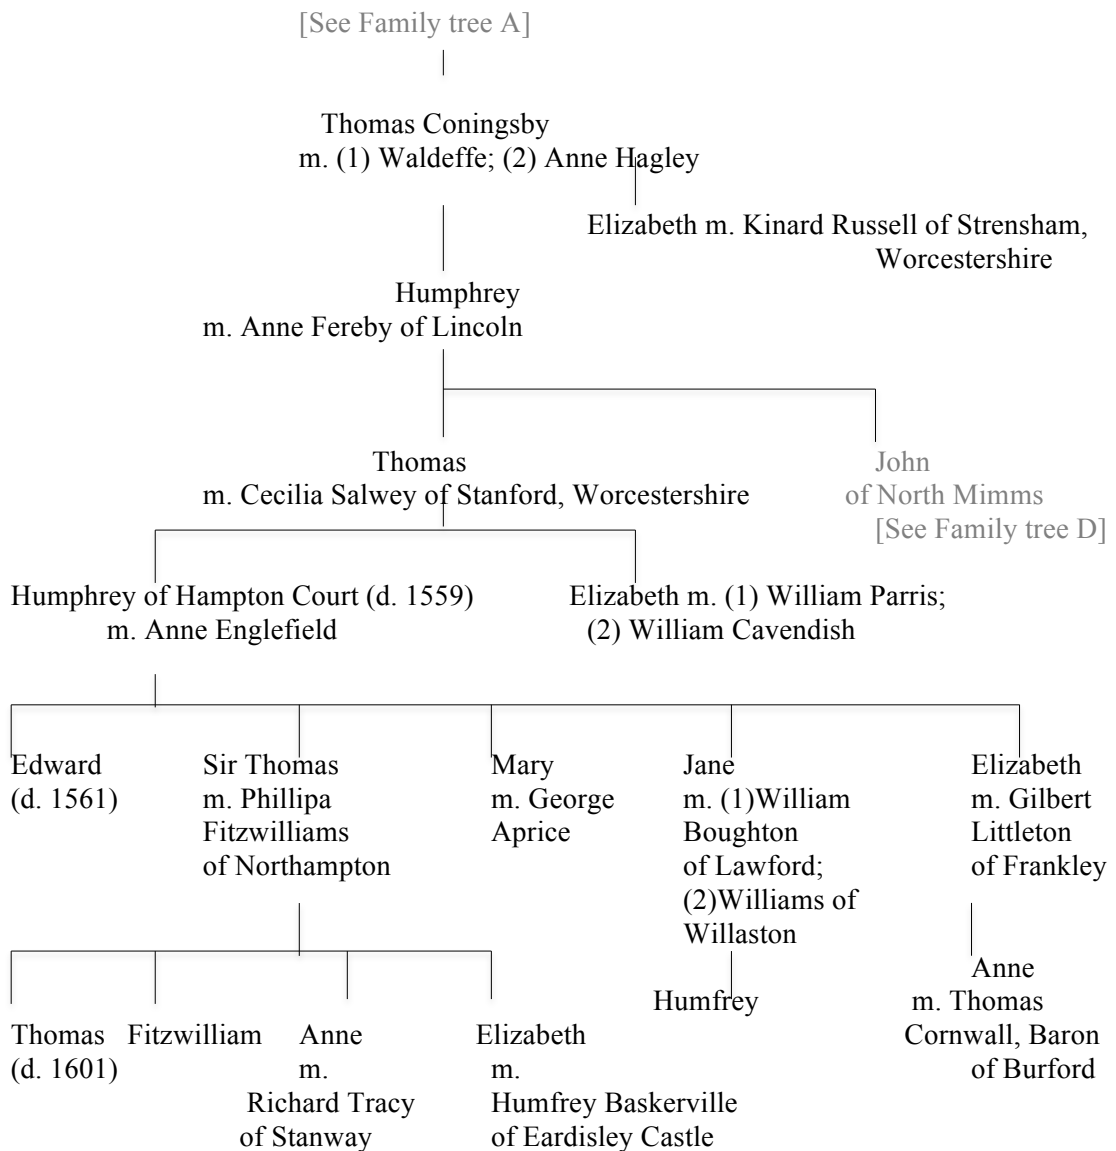 [See Family tree A]
Thomas Coningsby
m. (1) Waldeffe; (2) Anne Hagley
Elizabeth m. Kinard Russell of Strensham,
Worcestershire
Humphrey
m. Anne Fereby of Lincoln
Thomas
m. Cecilia Salwey of Stanford, Worcestershire
John
of North Mimms
[See Family tree D]
Humphrey of Hampton Court (d. 1559)
m. Anne Englefield
Elizabeth m. (1) William Parris;
(2) William Cavendish
Edward
(d. 1561)
Sir Thomas
m. Phillipa
Fitzwilliams
of Northampton
Mary
m. George
Aprice
Jane
m. (1)William
Boughton
of Lawford;
(2)Williams of
Willaston
Elizabeth
m. Gilbert
Littleton
of Frankley
Thomas
(d. 1601)
Fitzwilliam
Anne
m.
Richard Tracy
of Stanway
Elizabeth
m.
Humfrey Baskerville
of Eardisley Castle
Humfrey
Anne
m. Thomas
Cornwall, Baron
of Burford